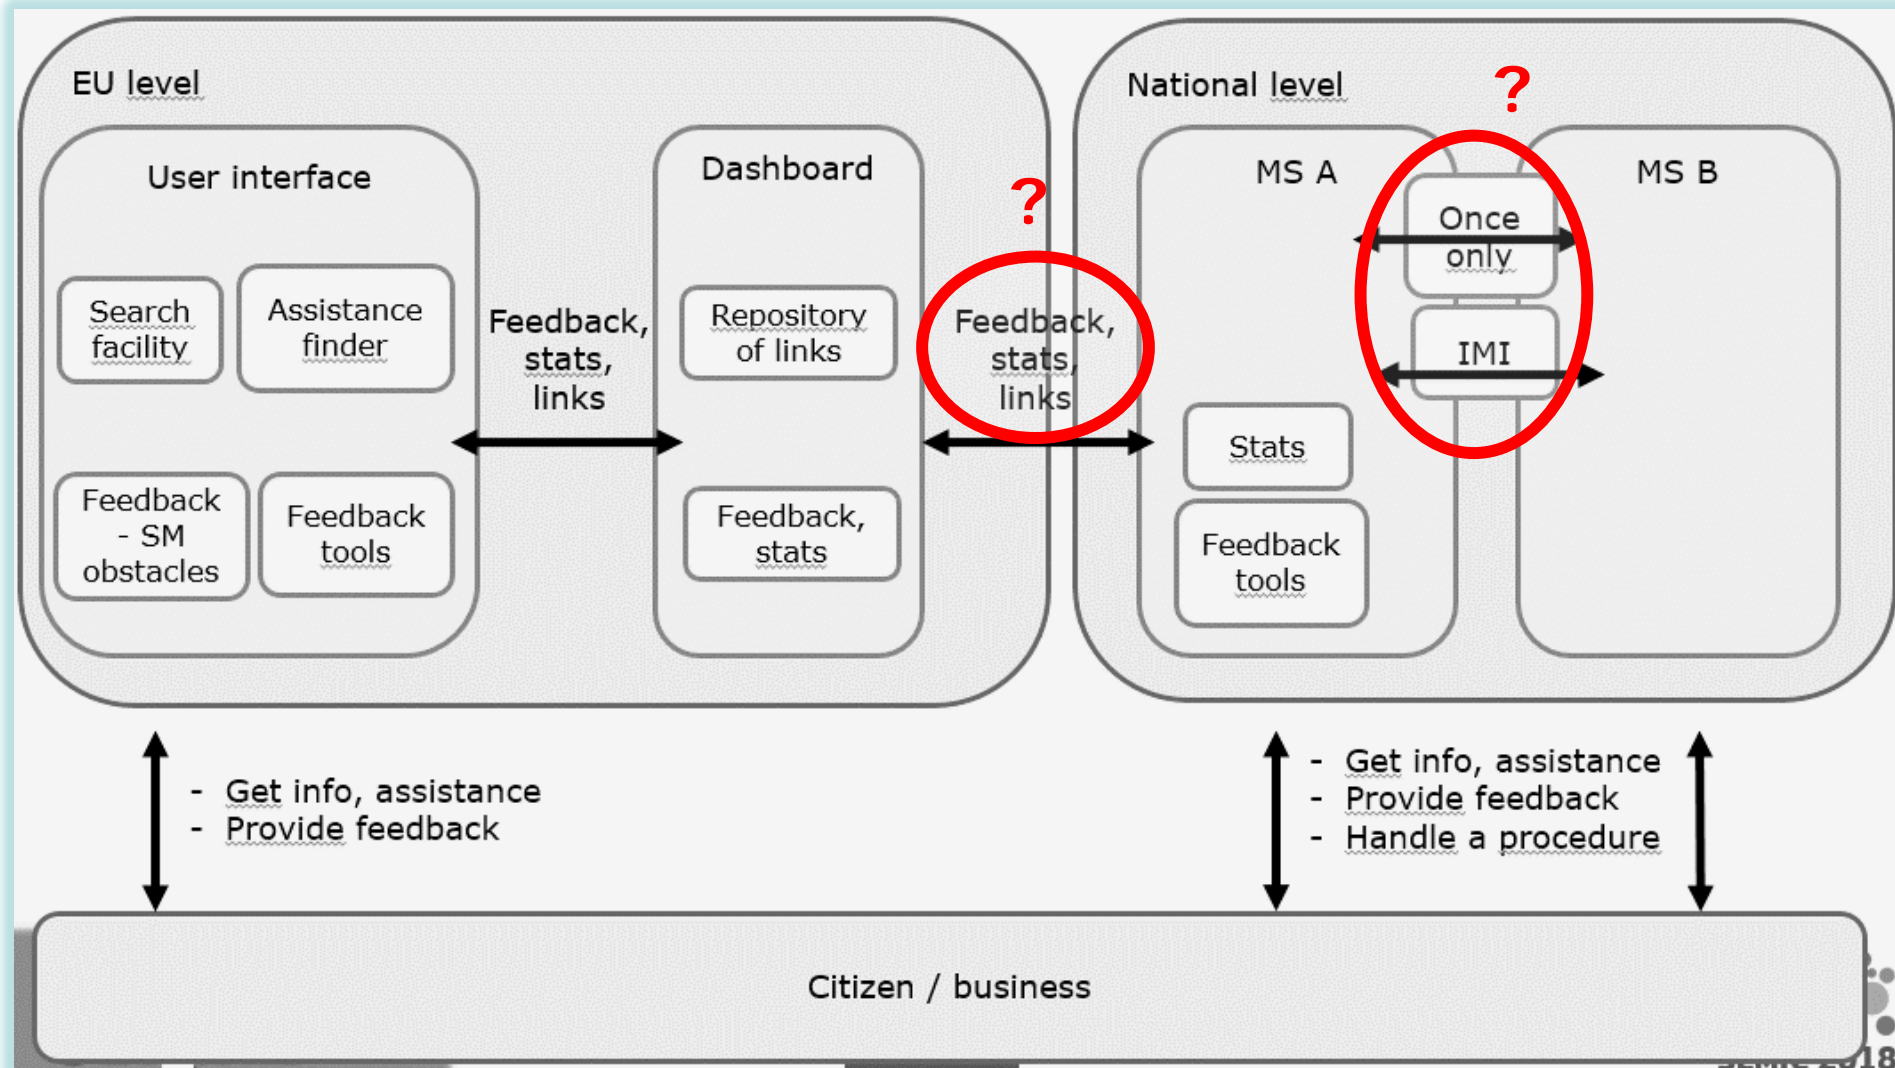 EU level
User interface
Search
facility
Assistance
finder
Feedback
- SM
obstacles
Feedback
tools
Feedback,
stats,
links
Dashboard
Repository
of links
Feedback,
stats
?
Feedback,
stats,
links
National level
?
MS A
Once
only
IMI
Stats
Feedback
tools
MS B
- Get info, assistance
- Provide feedback
- Get info, assistance
- Provide feedback
- Handle a procedure
Citizen / business